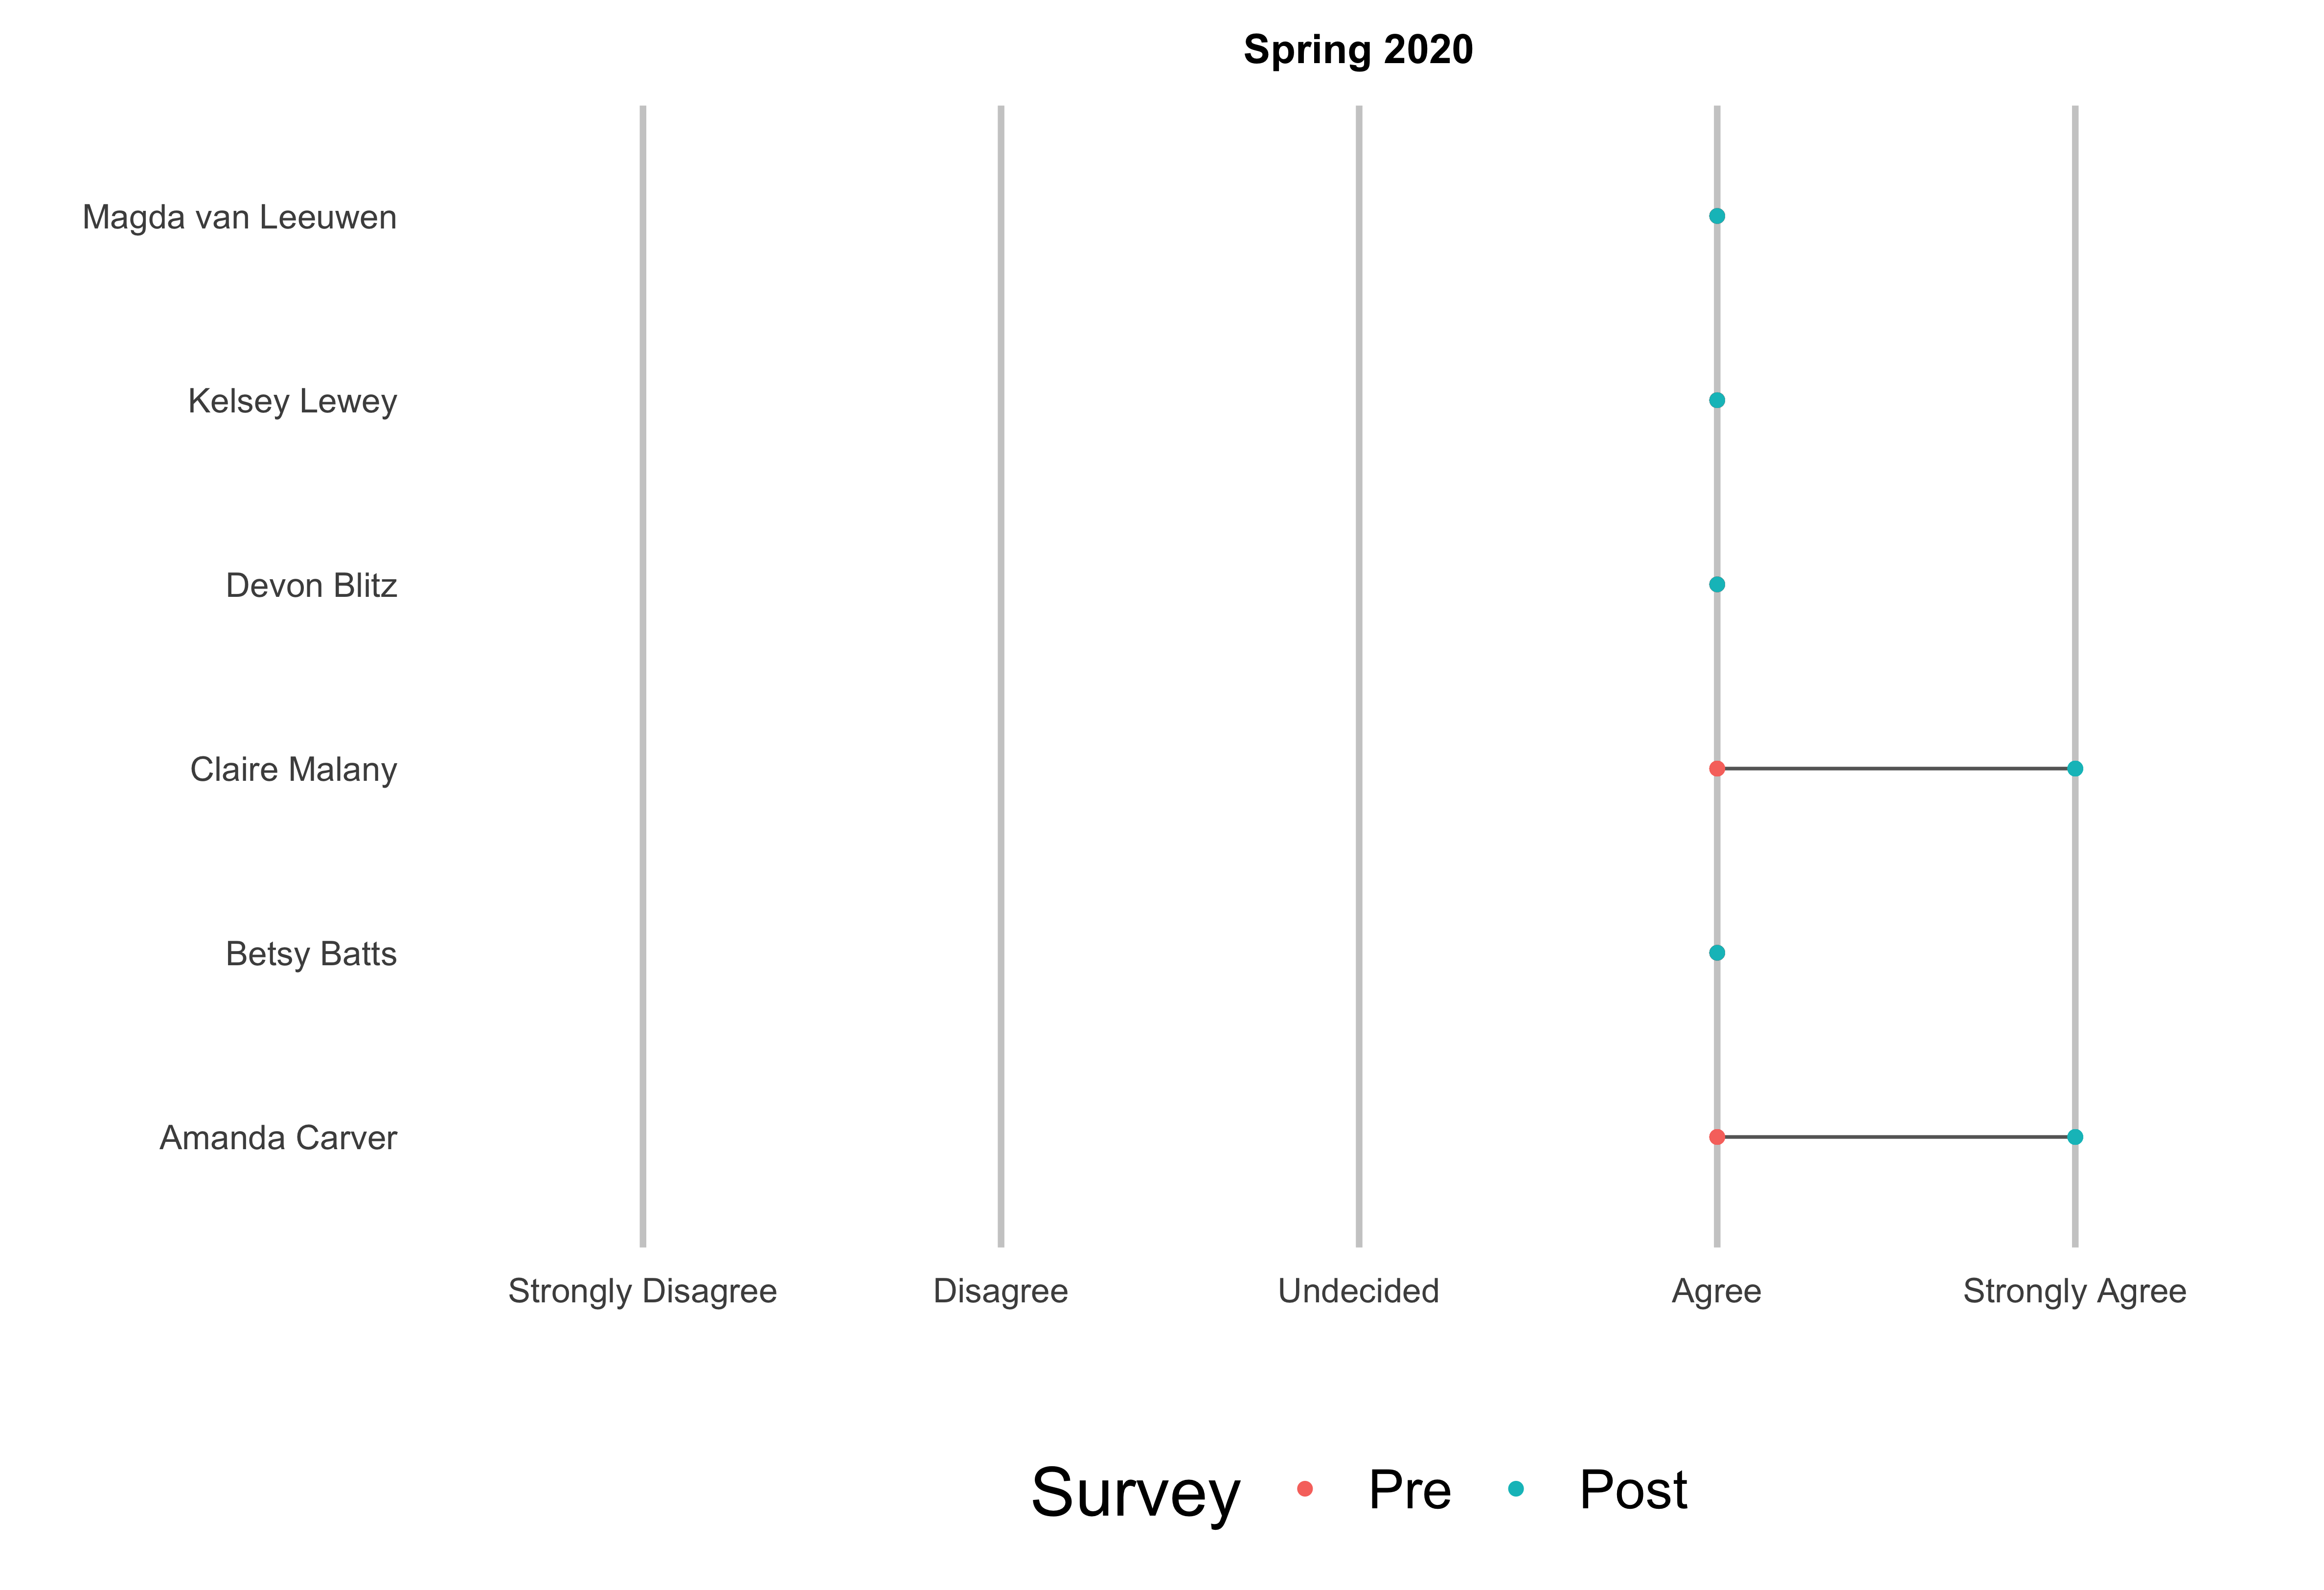 Spring 2020
Magda van Leeuwen
Kelsey Lewey
Devon Blitz
Claire Malany
Betsy Batts
Amanda Carver
Strongly Disagree Disagree Undecided Agree Strongly Agree
Survey Pre Post